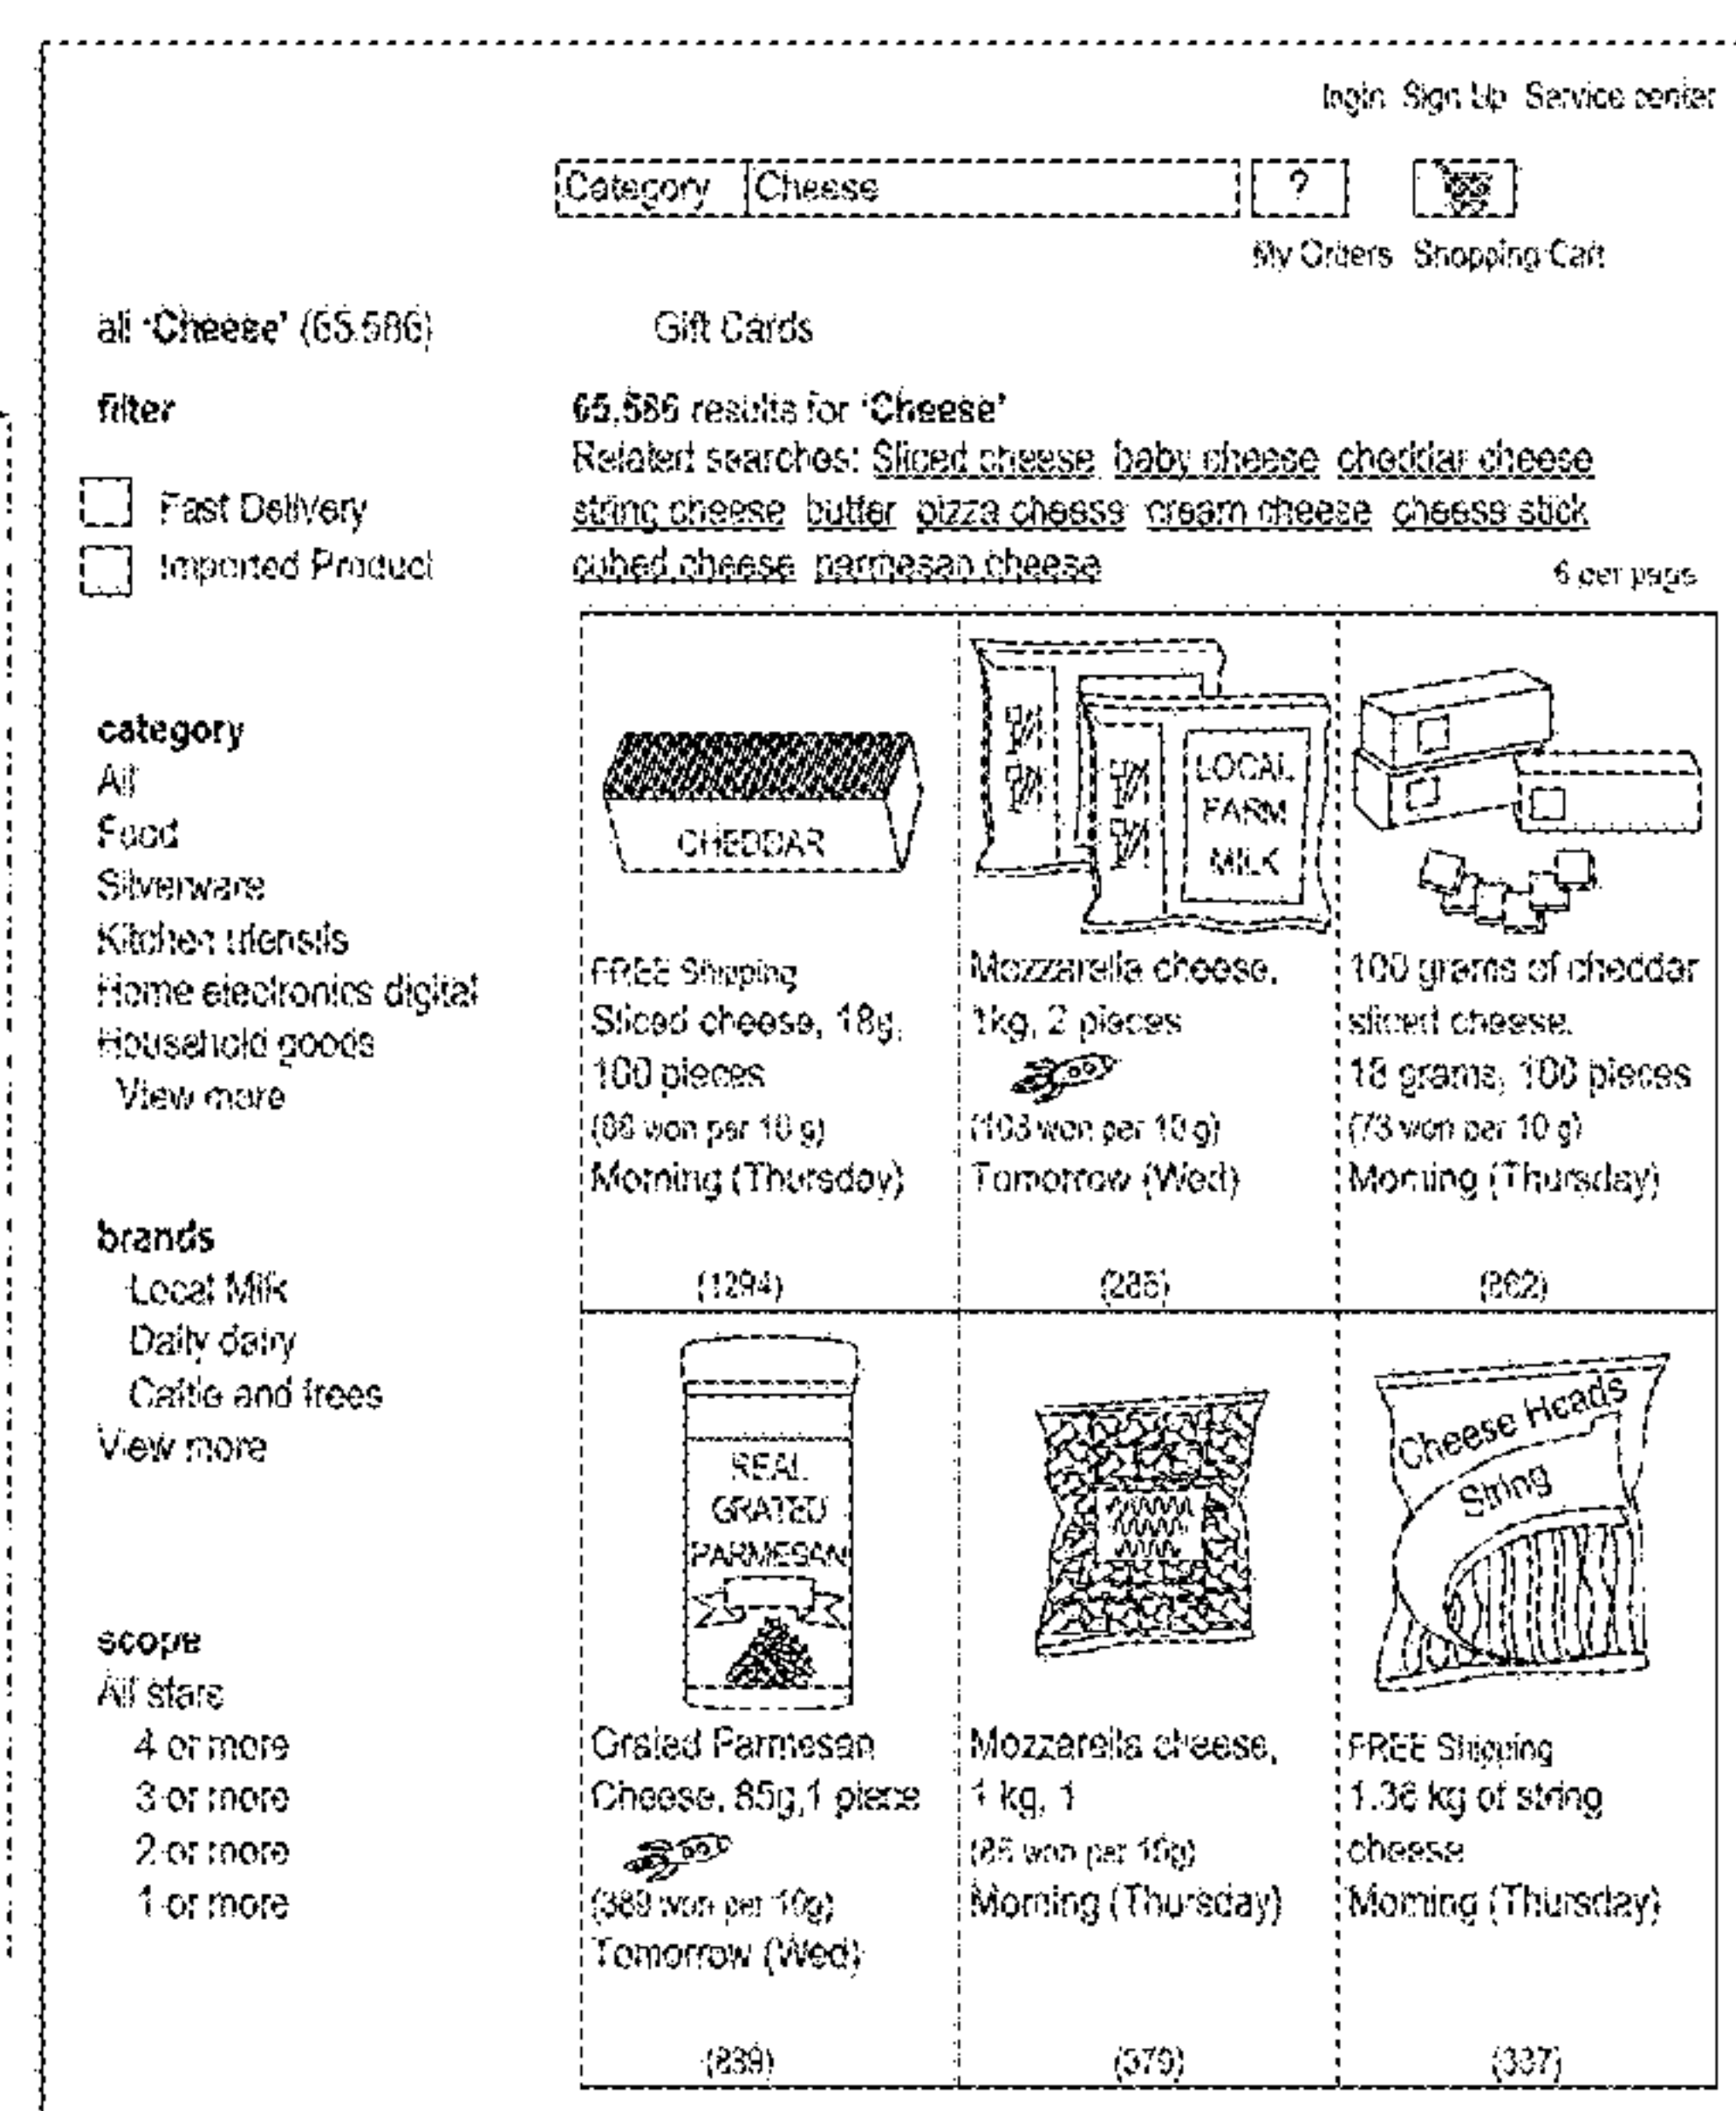 login Sign Up Service center
Category Cheese ?
My Orders Shopping Cart
all 'Cheese' (65,586) Gift Cards
filter
Fast Delivery
Imported Product
65,586 results for 'Cheese'
Related searches: Sliced cheese baby cheese cheddar cheese
string cheese butter pizza cheese cream cheese cheese stick
cubed cheese parmesan cheese
6 per page
category
All
Food
Silverware
Kitchen utensils
Home electronics digital
Household goods
View more
brands
Local Milk
Daily dairy
Cattle and trees
View more
scope
All stars
4 or more
3 or more
2 or more
1 or more
CHEDDAR
FREE Shipping
Sliced cheese, 18g,
100 pieces
won per 10 g)
Morning (Thursday)
(1294)
LOCAL
FARM
MILK
Mozzarella cheese,
1kg, 2 pieces
(103 won per 10 g)
Tomorrow (Wed)
(285)
100 grams of cheddar
sliced cheese,
18 grams, 100 pieces
(73 won per 10 g)
Morning (Thursday)
(862)
REAL
GRATED
PARMESAN
Grated Parmesan
Cheese, 85g,1 piece
(389 won per 10g)
Tomorrow (Wed)
(839)
Mozzarella cheese,
1 kg, 1
won per 10g)
Morning (Thursday)
(379)
Cheese Heads
String
FREE Shipping
1.36 kg of string
cheese
Morning (Thursday)
(337)